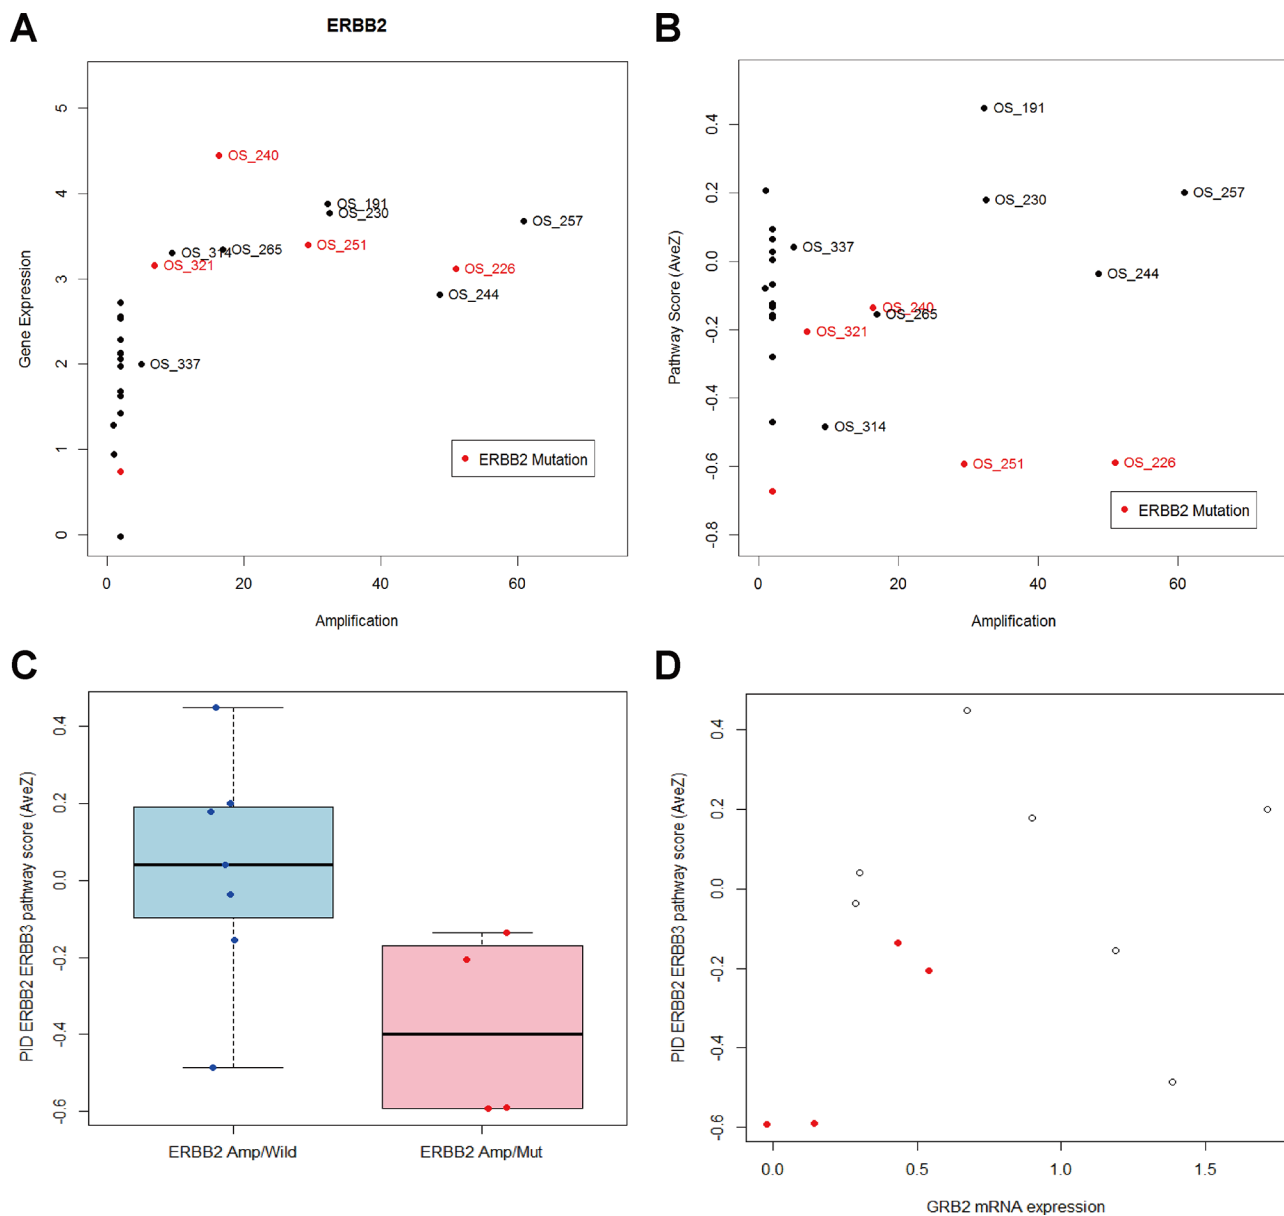 A
ERBB2
Gene Expression
5
4
3
2
1
0
OS_240
OS_191
OS_230
OS_257
OS_314
OS_265
OS_251
OS_321
OS_226
OS_244
OS_337
ERBB2 Mutation
0
20
40
60
Amplification
B
Pathway Score (AveZ)
0.4
0.2
0.0
-0.2
-0.4
-0.6
-0.8
OS_191
OS_257
OS_230
OS_337
OS_244
OS_240
OS_265
OS_321
OS_314
OS_251
OS_226
ERBB2 Mutation
0
20
40
60
Amplification
C
PID ERBB2 ERBB3 pathway score (AveZ)
0.4
0.2
0.0
-0.2
-0.4
-0.6
ERBB2 Amp/Wild
ERBB2 Amp/Mut
D
PID ERBB2 ERBB3 pathway score (AveZ)
0.4
0.2
0.0
-0.2
-0.4
-0.6
0.0
0.5
1.0
1.5
GRB2 mRNA expression